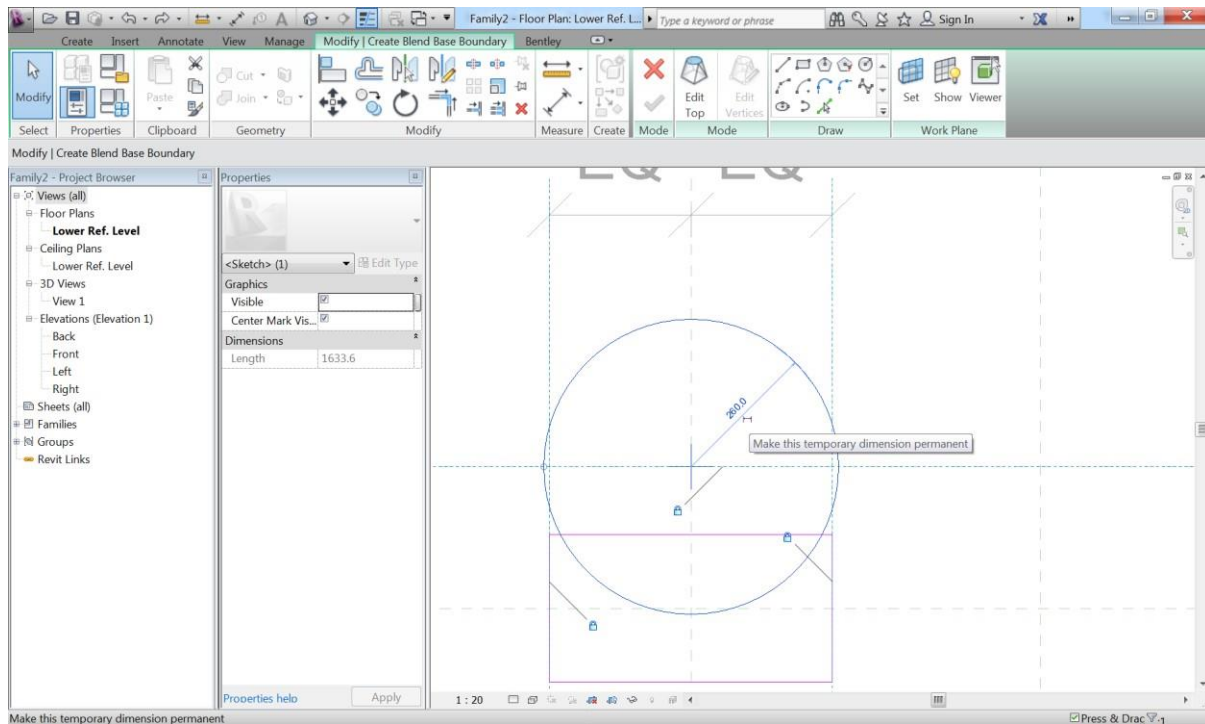 Family2 - Floor Plan: Lower Ref. L...
Type a keyword or phrase
Sign In
Create Insert Annotate View Manage Modify | Create Blend Base Boundary Bentley
Modify
Paste
Cut
Join
Edit Top
Edit Vertices
Set Show Viewer
Select Properties Clipboard Geometry Modify Measure Create Mode Mode Draw Work Plane
Modify | Create Blend Base Boundary
Family2 - Project Browser
Views (all)
Floor Plans
Lower Ref. Level
Ceiling Plans
Lower Ref. Level
3D Views
View 1
Elevations (Elevation 1)
Back
Front
Left
Right
Sheets (all)
Families
Groups
Revit Links
Properties
<Sketch> (1)
Edit Type
Graphics
Visible
Center Mark Vis...
Dimensions
Length 1633.6
Properties help
Apply
EQ EQ
260.0
Make this temporary dimension permanent
1 : 20
Make this temporary dimension permanent
Press & Drag
:1